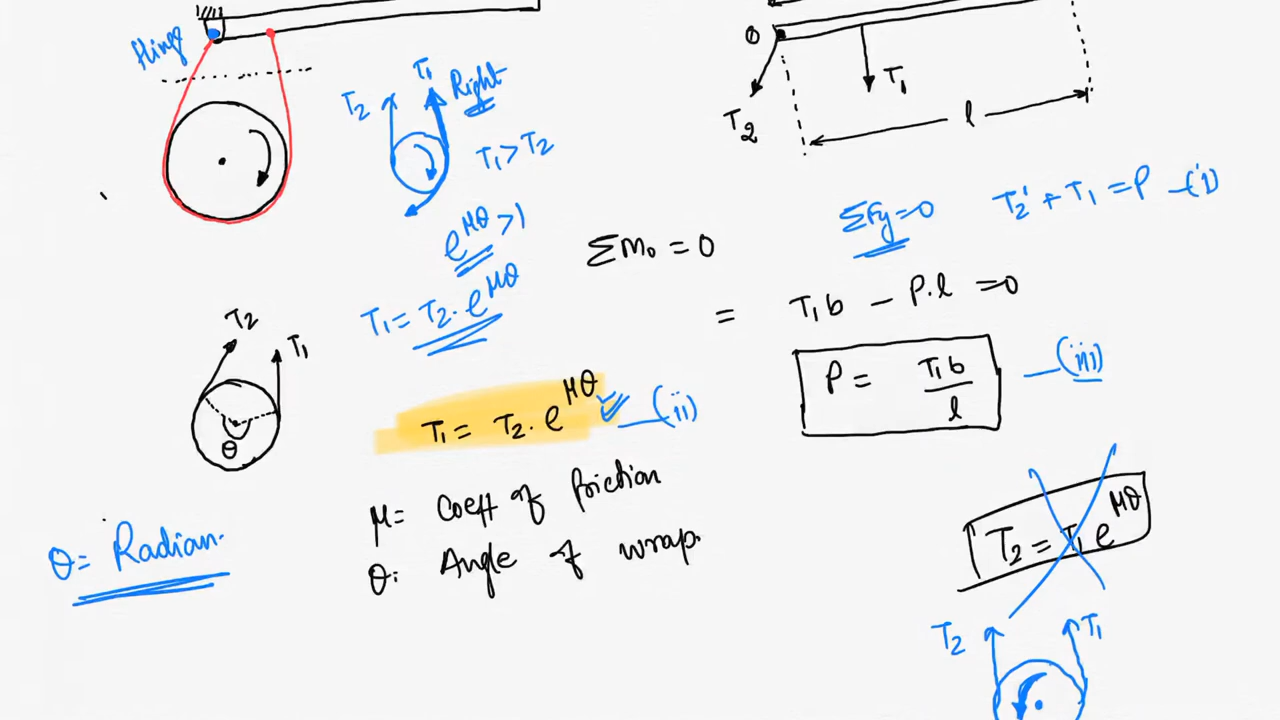 Hing
T₂
T₁
Right
T₁ > T₂
e^μθ > 1
T₁ = T₂ . e^μθ
O
T₂
T₁
l
ΣFy = 0
T₂' + T₁ = P —(i)
ΣM₀ = 0
= T₁b − P.l = 0
P = T₁b / l —(iii)
T₂
T₁
θ
T₁ = T₂ . e^μθ —(ii)
μ = Coeff of friction
θ: Angle of wrap.
θ = Radian.
T₂ = T₁ e^μθ
T₂
T₁